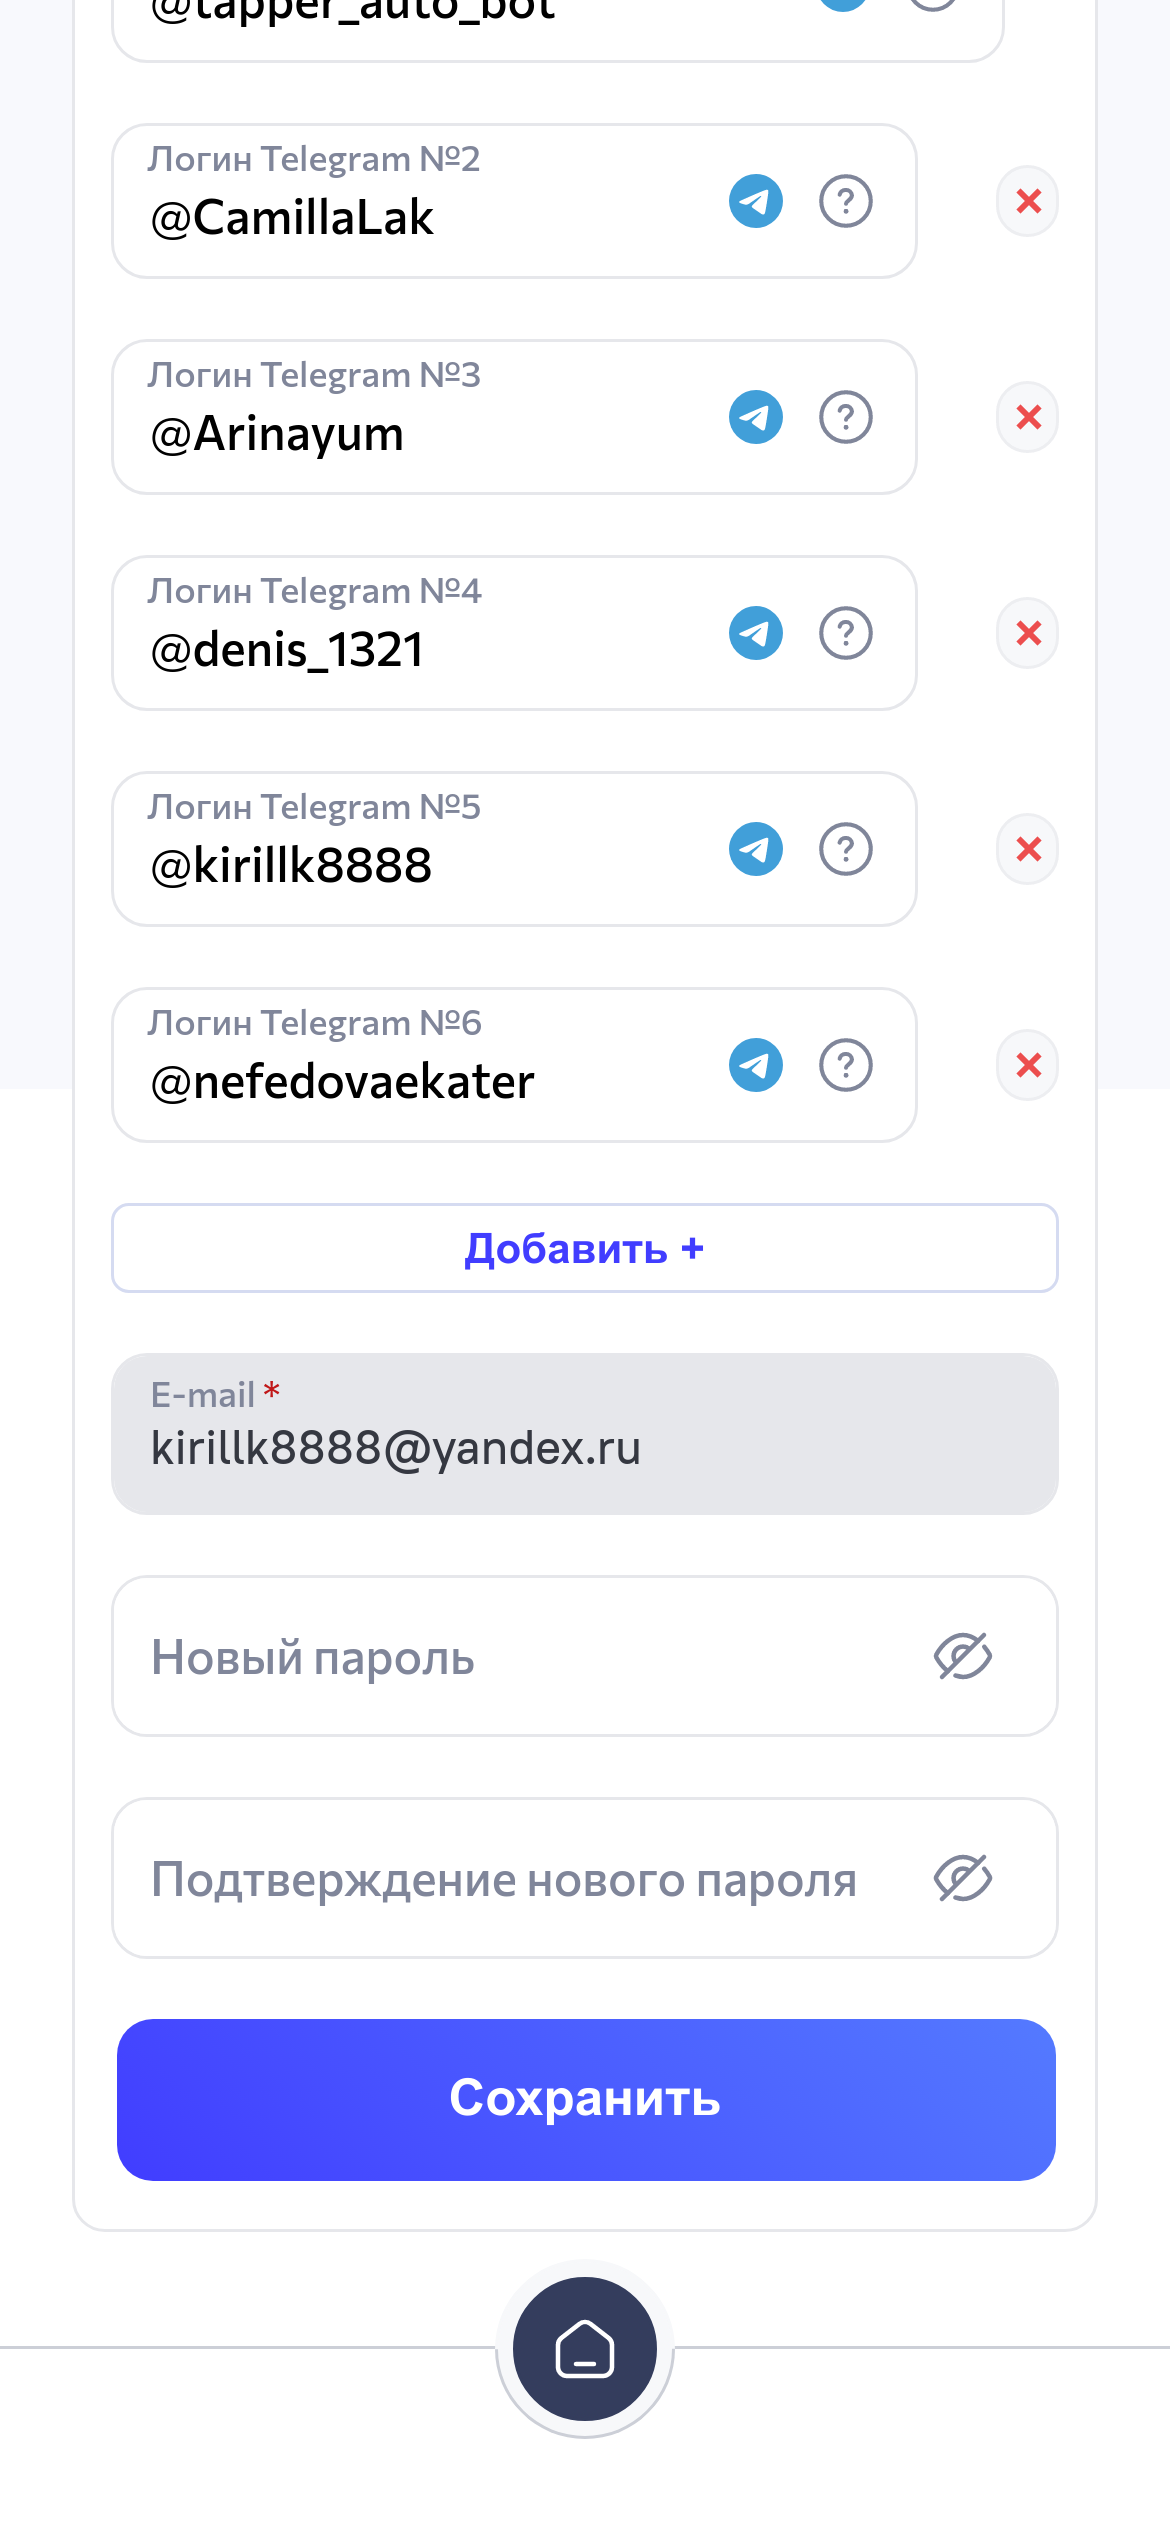 @tapper_auto_bot
Логин Telegram №2
@CamillaLak
Логин Telegram №3
@Arinayum
Логин Telegram №4
@denis_1321
Логин Telegram №5
@kirillk8888
Логин Telegram №6
@nefedovaekater
Добавить +
E-mail *
kirillk8888@yandex.ru
Новый пароль
Подтверждение нового пароля
Сохранить